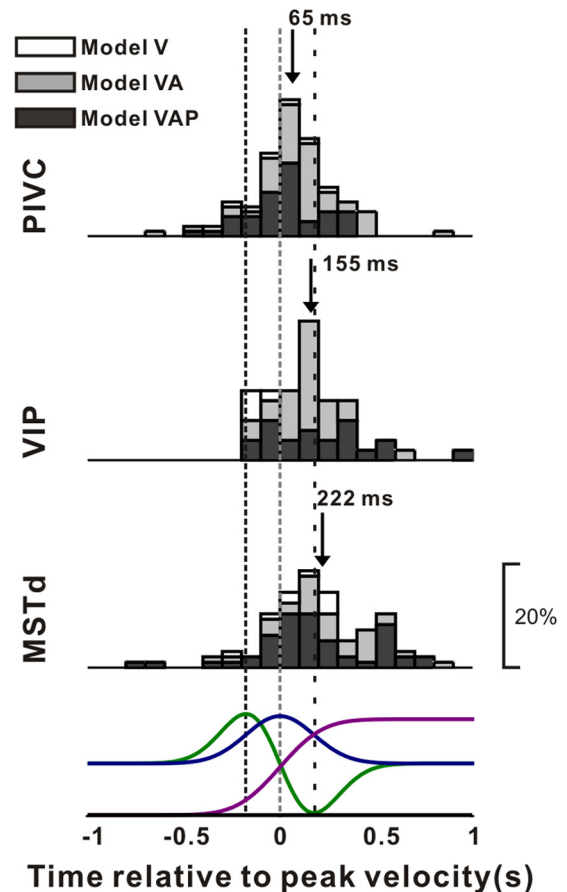 65 ms
Model V
Model VA
Model VAP
PIVC
155 ms
VIP
222 ms
MSTd
20%
-1 -0.5 0 0.5 1
Time relative to peak velocity(s)